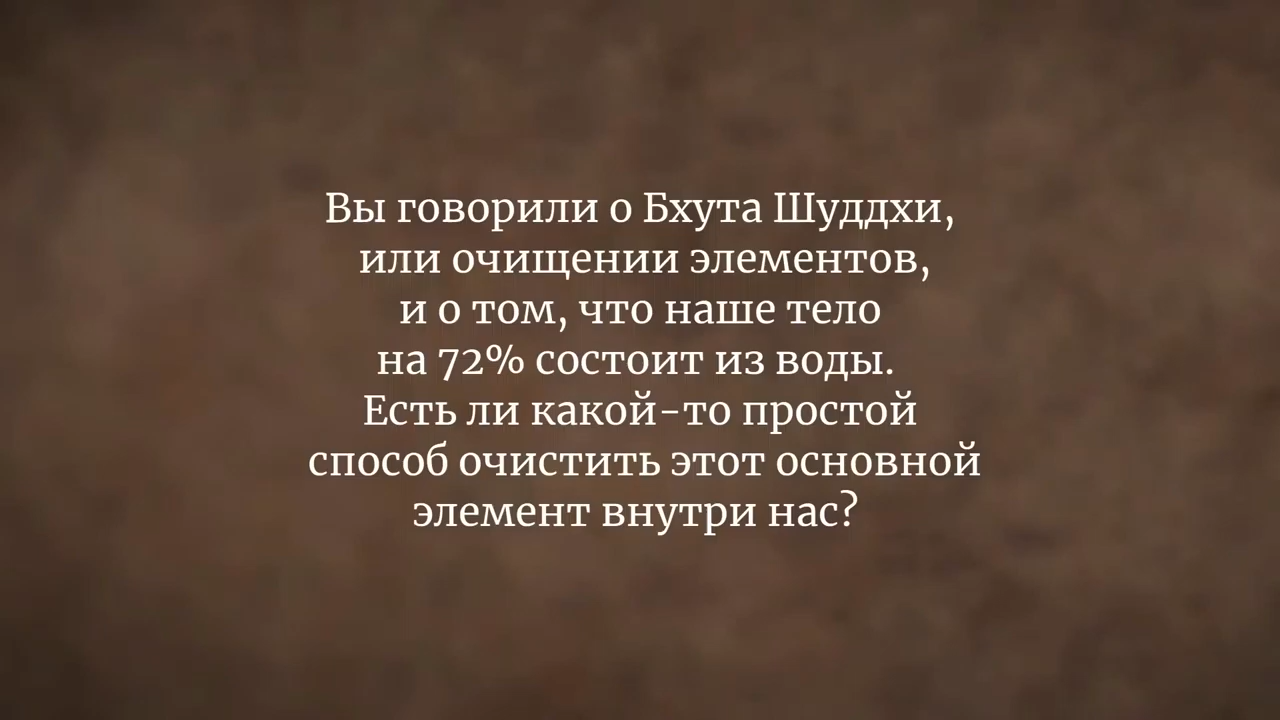 Вы говорили о Бхута Шуддхи,
или очищении элементов,
и о том, что наше тело
на 72% состоит из воды.
Есть ли какой-то простой
способ очистить этот основной
элемент внутри нас?